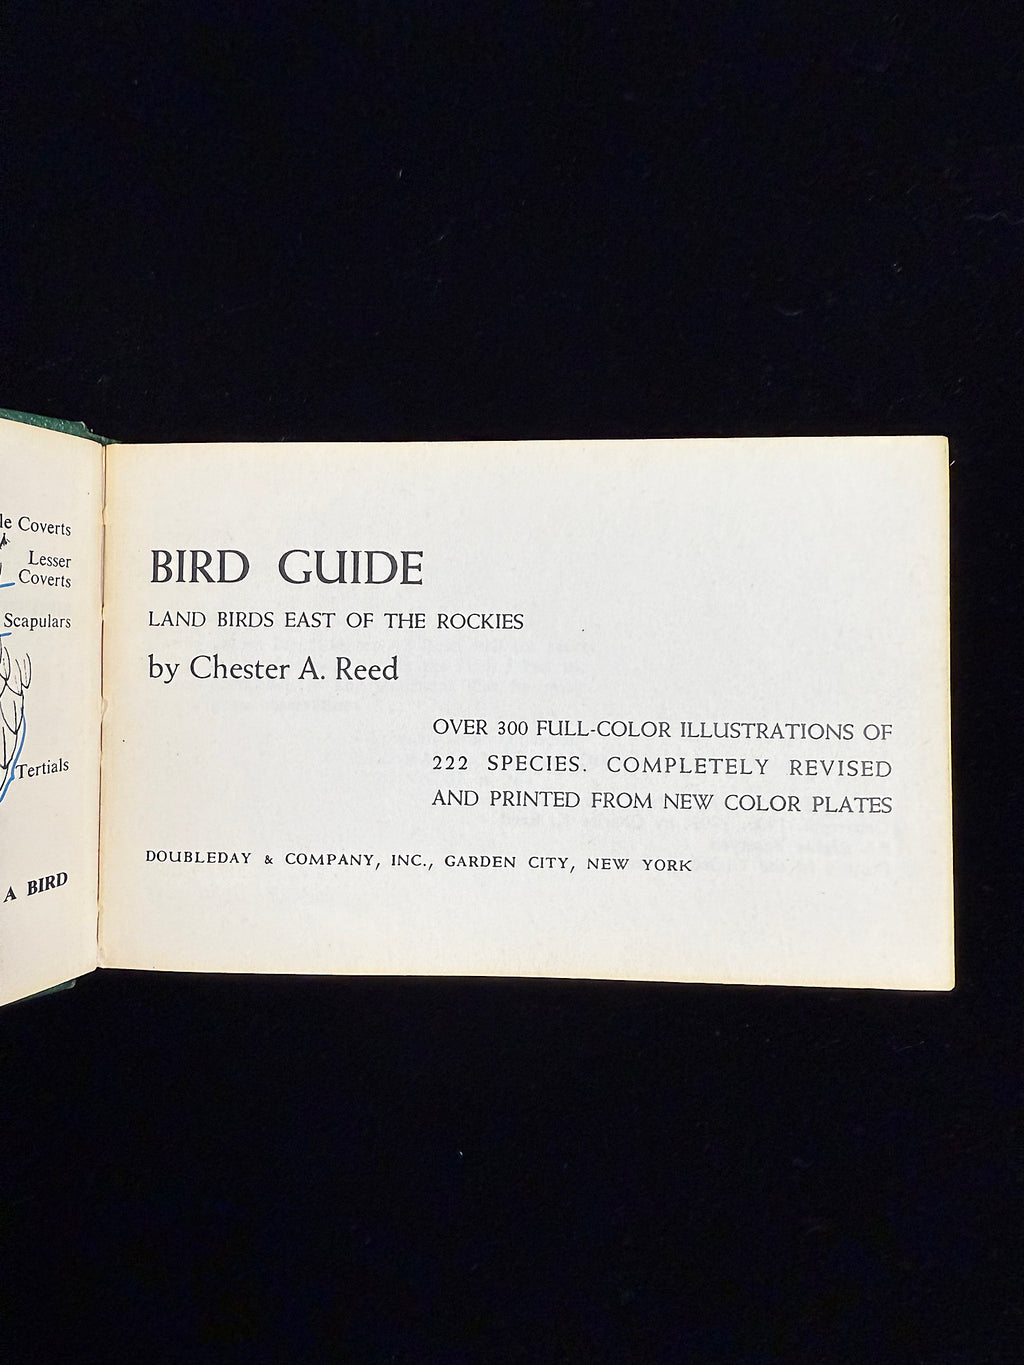 Coverts
Lesser
Coverts
Scapulars
Tertials
A BIRD
BIRD GUIDE
LAND BIRDS EAST OF THE ROCKIES
by Chester A. Reed
OVER 300 FULL-COLOR ILLUSTRATIONS OF
222 SPECIES. COMPLETELY REVISED
AND PRINTED FROM NEW COLOR PLATES
DOUBLEDAY & COMPANY, INC., GARDEN CITY, NEW YORK